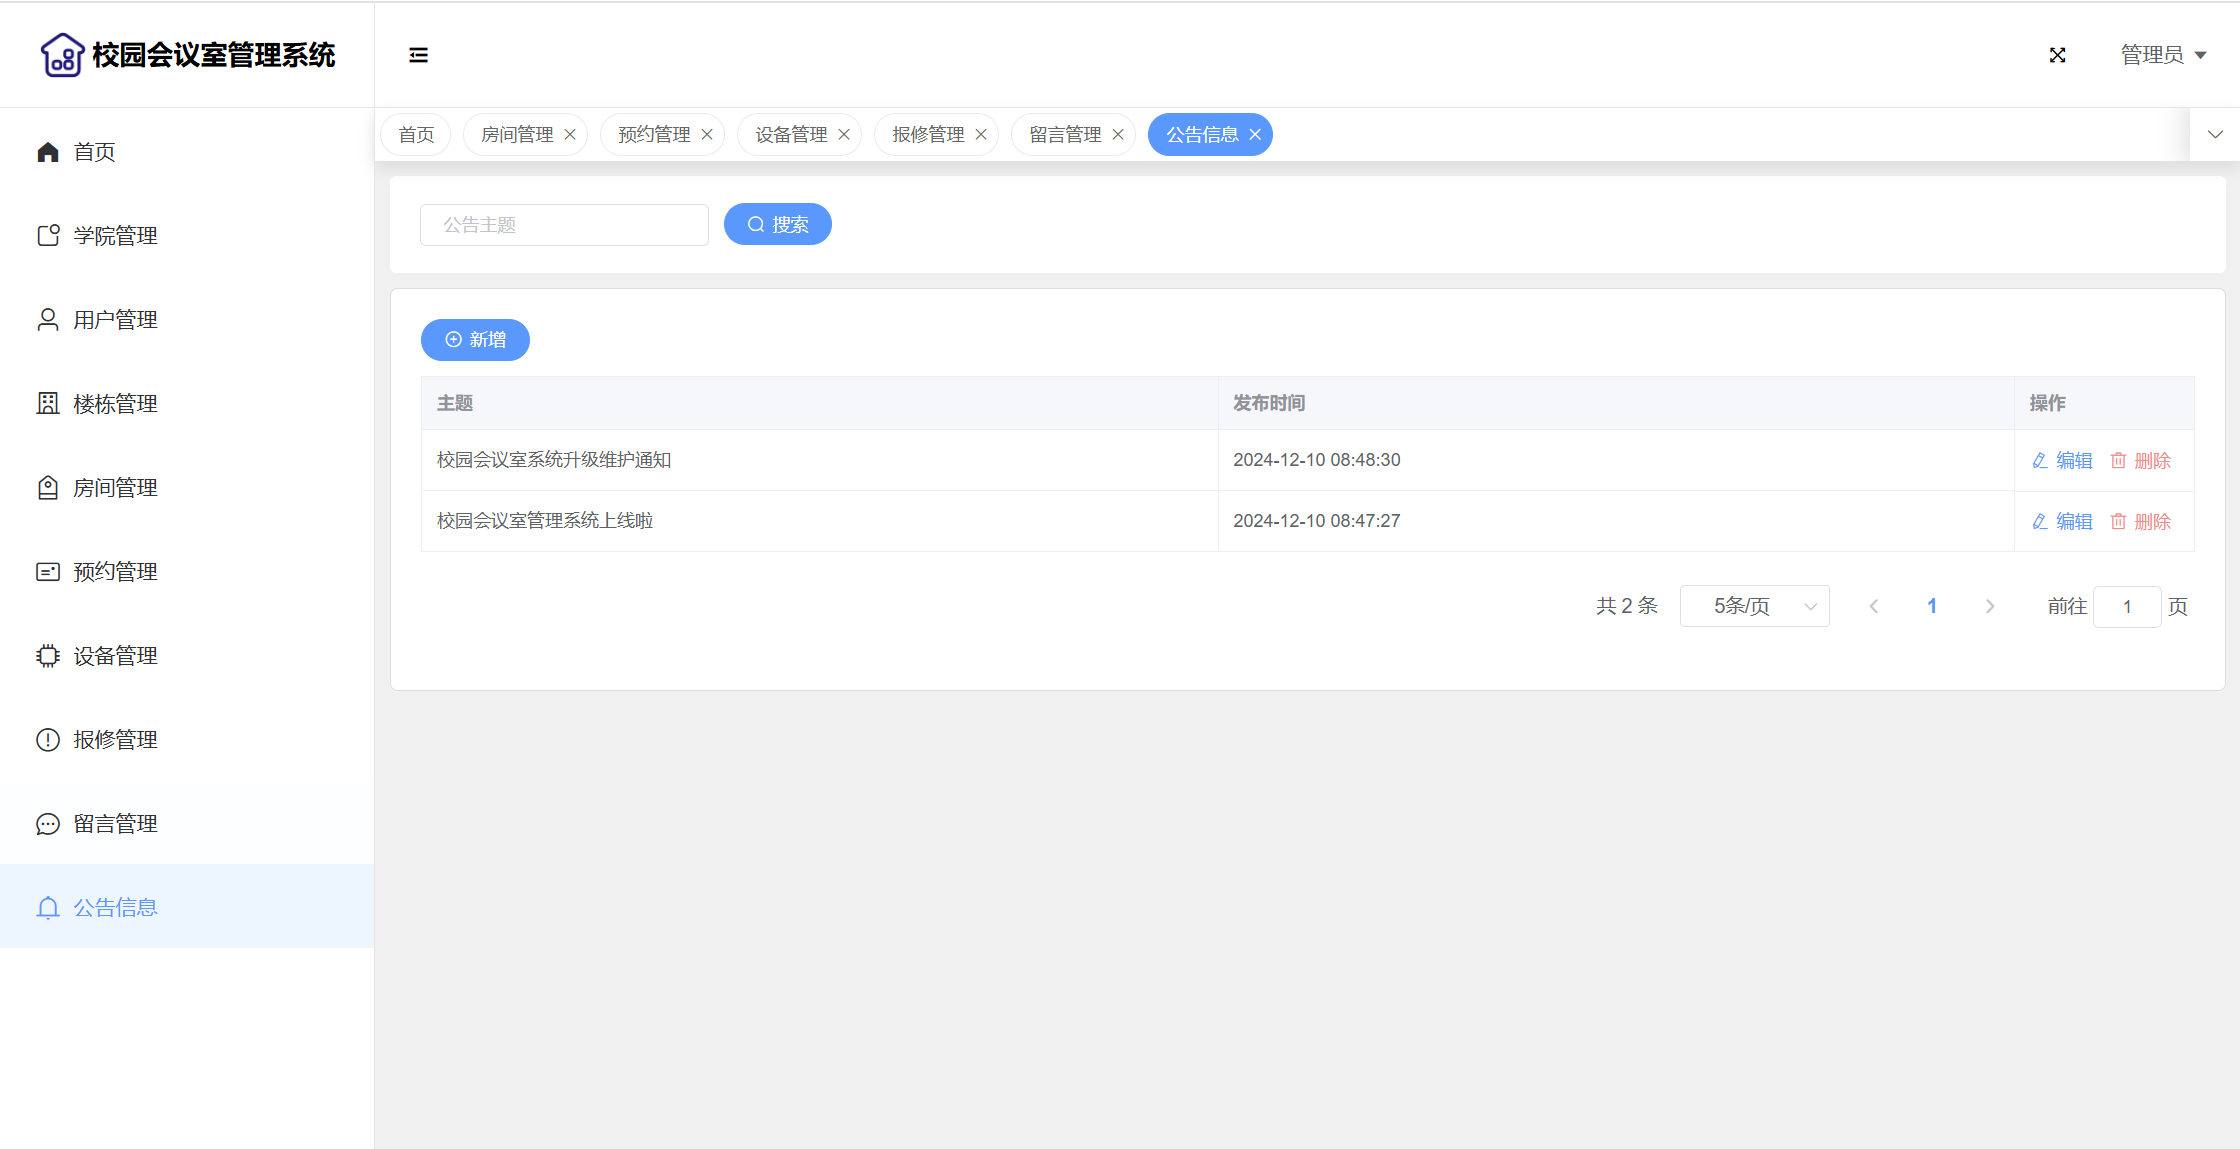 校园会议室管理系统
管理员
首页
学院管理
用户管理
楼栋管理
房间管理
预约管理
设备管理
报修管理
留言管理
公告信息
首页 房间管理 预约管理 设备管理 报修管理 留言管理 公告信息
公告主题 搜索
新增
主题 发布时间 操作
校园会议室系统升级维护通知 2024-12-10 08:48:30 编辑 删除
校园会议室管理系统上线啦 2024-12-10 08:47:27 编辑 删除
共 2 条 5条/页 1 前往 1 页